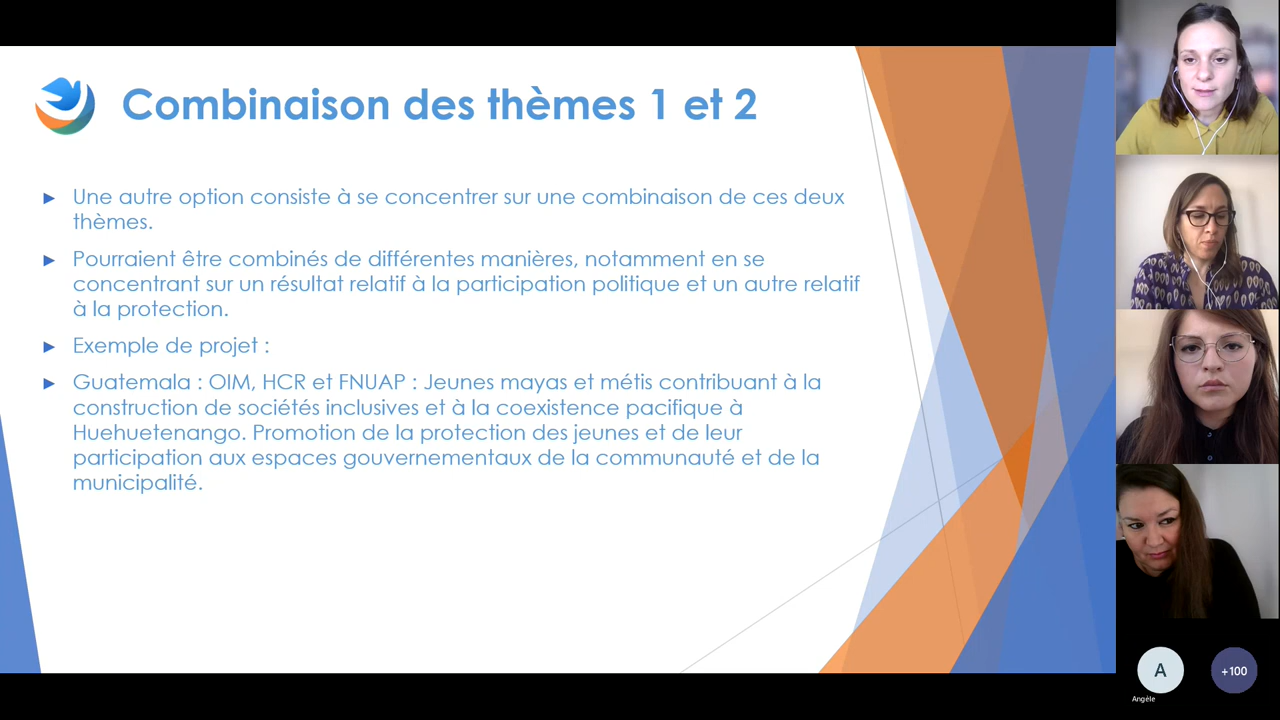 Combinaison des thèmes 1 et 2
Une autre option consiste à se concentrer sur une combinaison de ces deux
thèmes.
Pourraient être combinés de différentes manières, notamment en se
concentrant sur un résultat relatif à la participation politique et un autre relatif
à la protection.
Exemple de projet :
Guatemala : OIM, HCR et FNUAP : Jeunes mayas et métis contribuant à la
construction de sociétés inclusives et à la coexistence pacifique à
Huehuetenango. Promotion de la protection des jeunes et de leur
participation aux espaces gouvernementaux de la communauté et de la
municipalité.
A
+100
Angéle